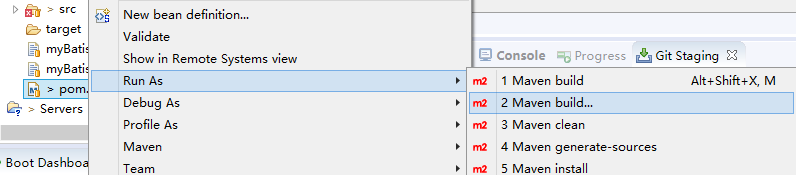 > src
target
myBatis
myBatis
> pom.
> Servers
Boot Dashboa
New bean definition...
Validate
Show in Remote Systems view
Run As
Debug As
Profile As
Maven
Team
Console Progress Git Staging
m2 1 Maven build Alt+Shift+X, M
m2 2 Maven build...
m2 3 Maven clean
m2 4 Maven generate-sources
m2 5 Maven install